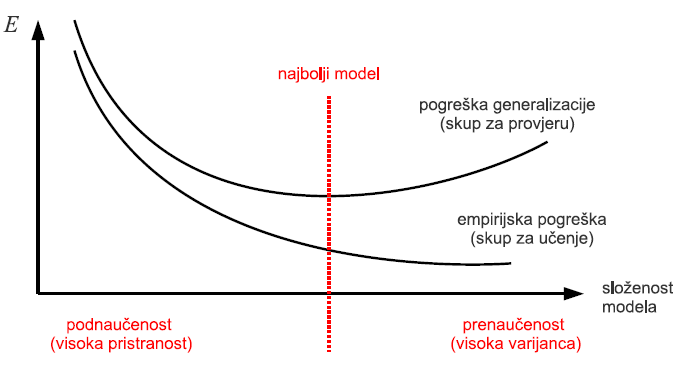 E
najbolji model
pogreška generalizacije
(skup za provjeru)
empirijska pogreška
(skup za učenje)
složenost
modela
podnaučenost
(visoka pristranost)
prenaučenost
(visoka varijanca)